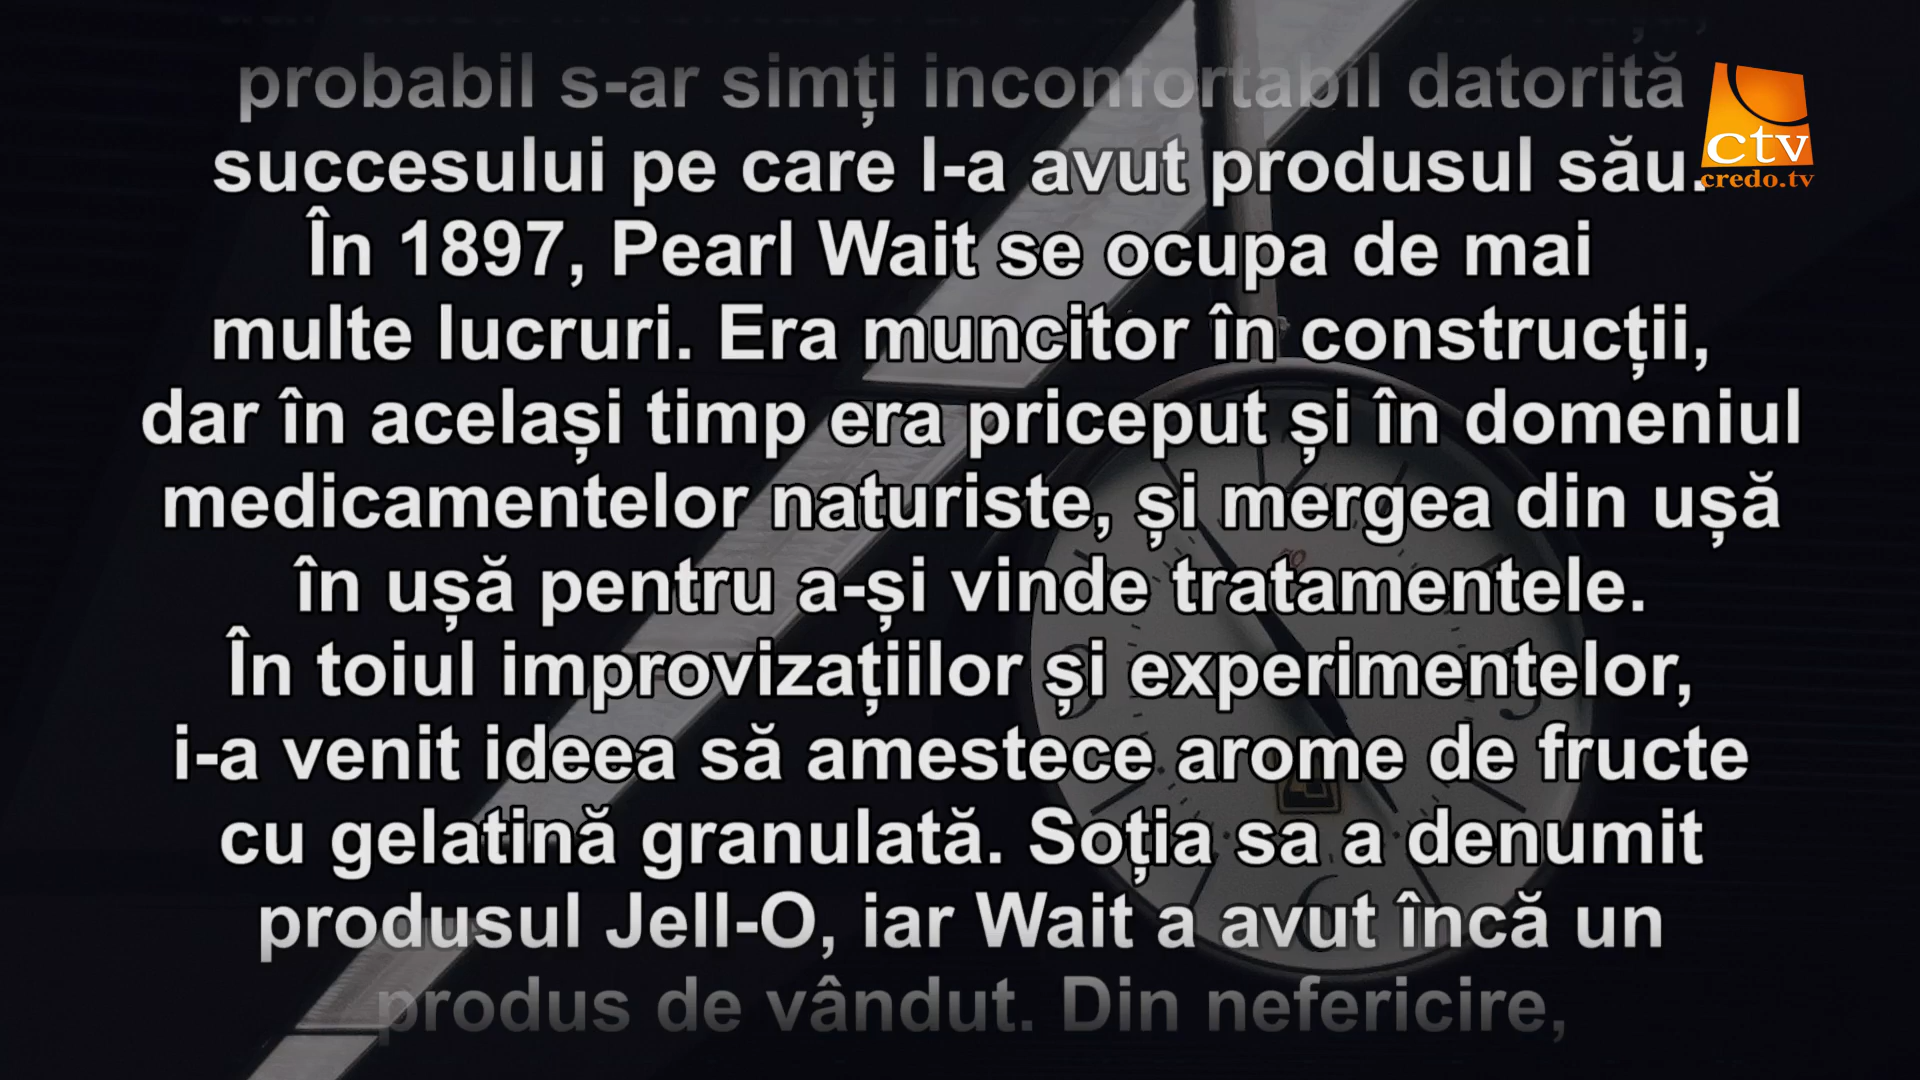 probabil s-ar simți inconfortabil datorită
succesului pe care l-a avut produsul său.
În 1897, Pearl Wait se ocupa de mai
multe lucruri. Era muncitor în construcții,
dar în același timp era priceput și în domeniul
medicamentelor naturiste, și mergea din ușă
în ușă pentru a-și vinde tratamentele.
În toiul improvizațiilor și experimentelor,
i-a venit ideea să amestece arome de fructe
cu gelatină granulată. Soția sa a denumit
produsul Jell-O, iar Wait a avut încă un
produs de vândut. Din nefericire,
ctv
credo.tv
9
3
6